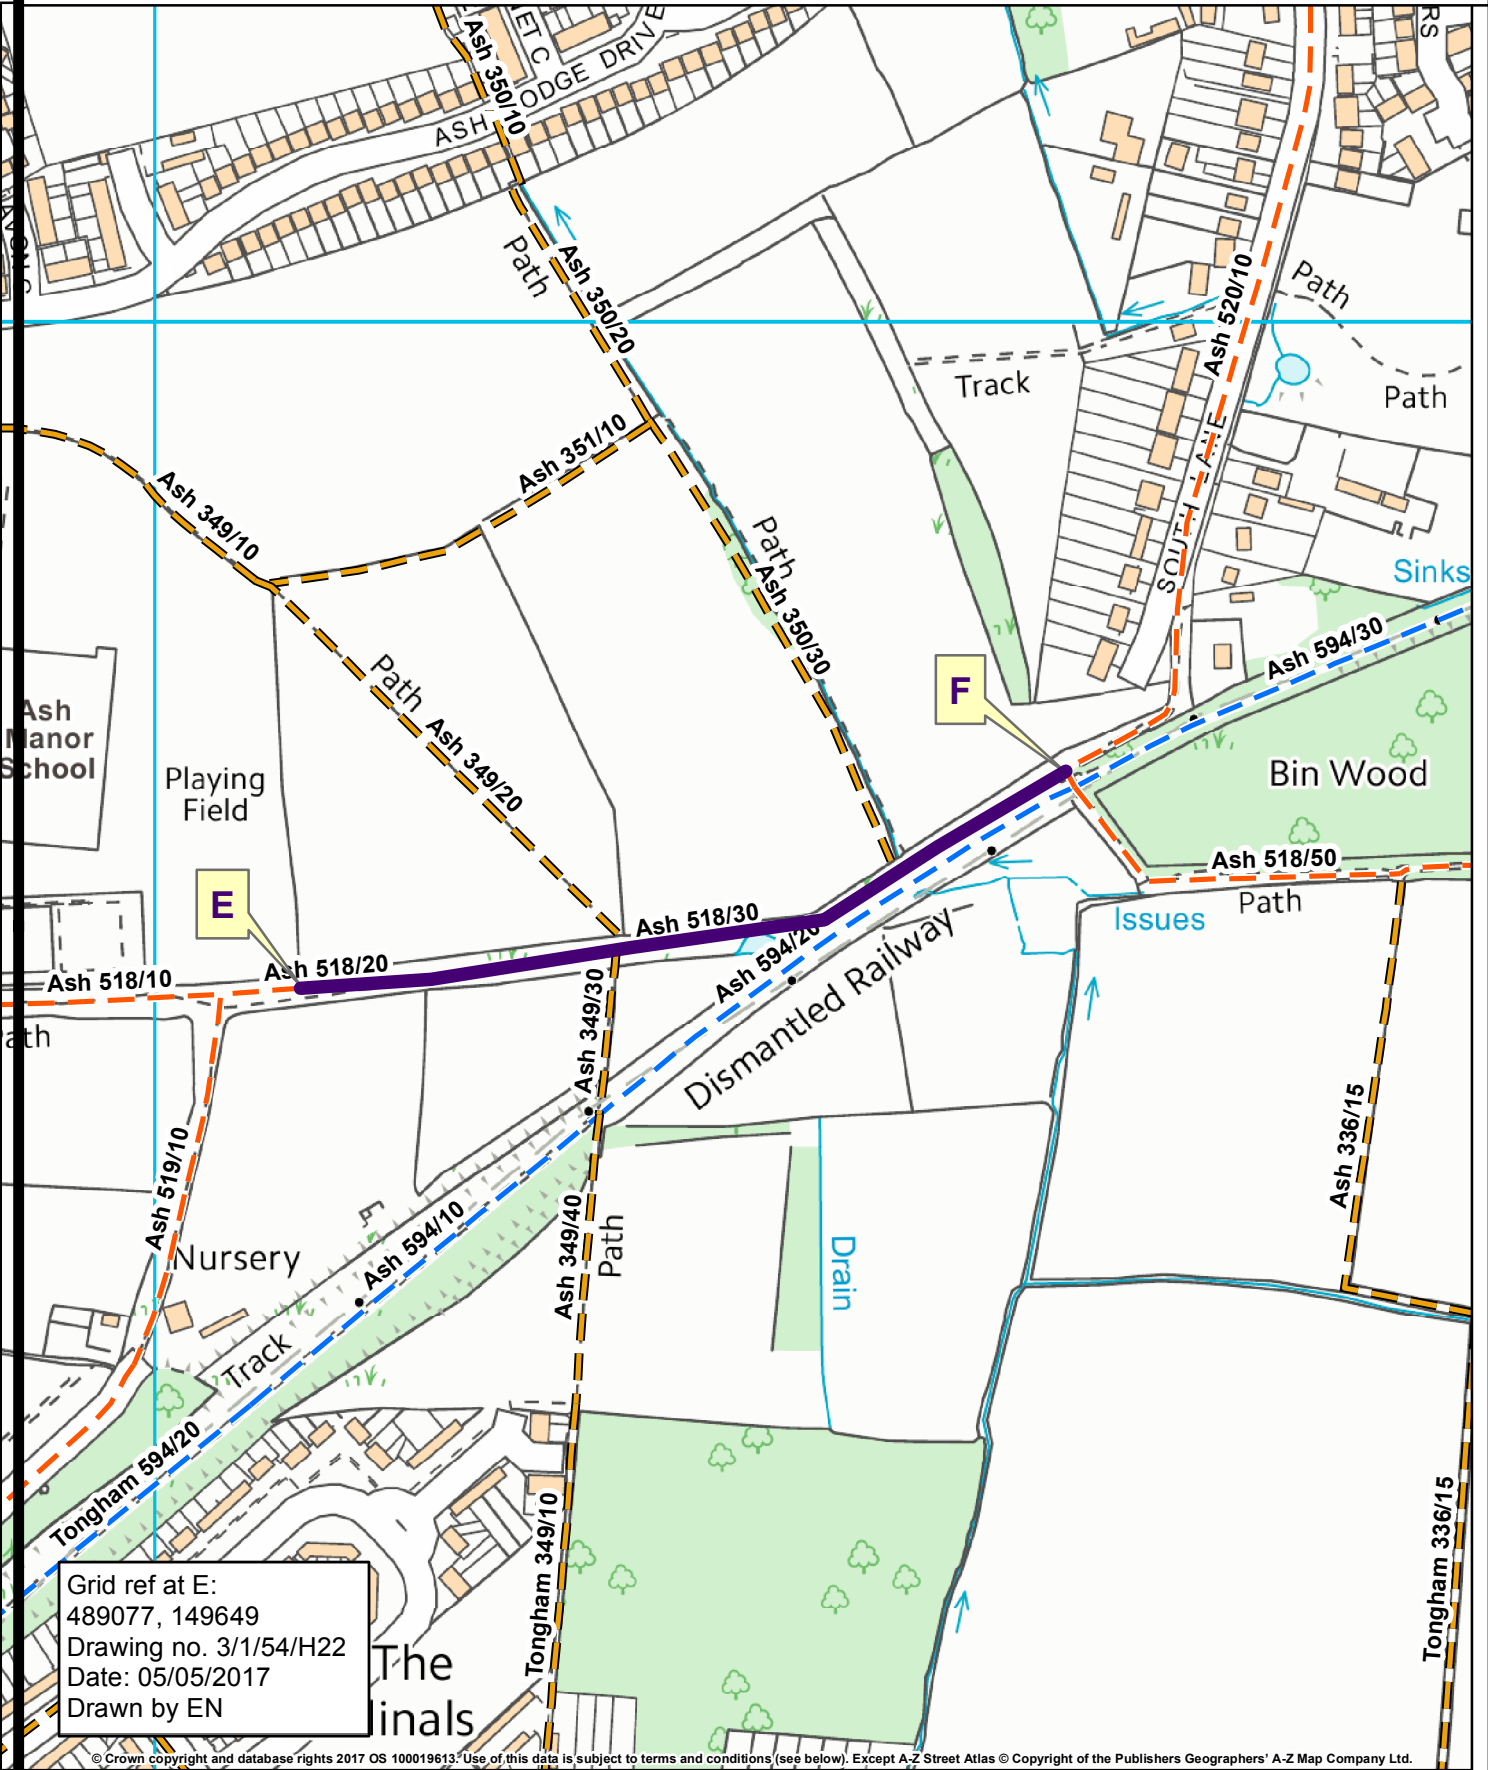 Ash 350/10
NET C
ASH LODGE DRIVE
RS
Path
Ash 350/20
Ash 520/10
Path
Track
Path
Ash 351/10
Ash 349/10
SOUTH LANE
Path
Ash 350/30
Sinks
Ash 594/30
Path
Ash 349/20
Ash
Manor
School
Playing
Field
F
Bin Wood
E
Ash 518/50
Path
Issues
Ash 518/30
Ash 518/20
Ash 518/10
ath
Ash 594/20
Dismantled Railway
Ash 349/30
Ash 336/15
Ash 519/10
Nursery
Ash 594/10
Ash 349/40
Path
Drain
Track
Tongham 594/20
Tongham 349/10
Tongham 336/15
Grid ref at E:
489077, 149649
Drawing no. 3/1/54/H22
Date: 05/05/2017
Drawn by EN
The
inals
© Crown copyright and database rights 2017 OS 100019613. Use of this data is subject to terms and conditions (see below). Except A-Z Street Atlas © Copyright of the Publishers Geographers' A-Z Map Company Ltd.